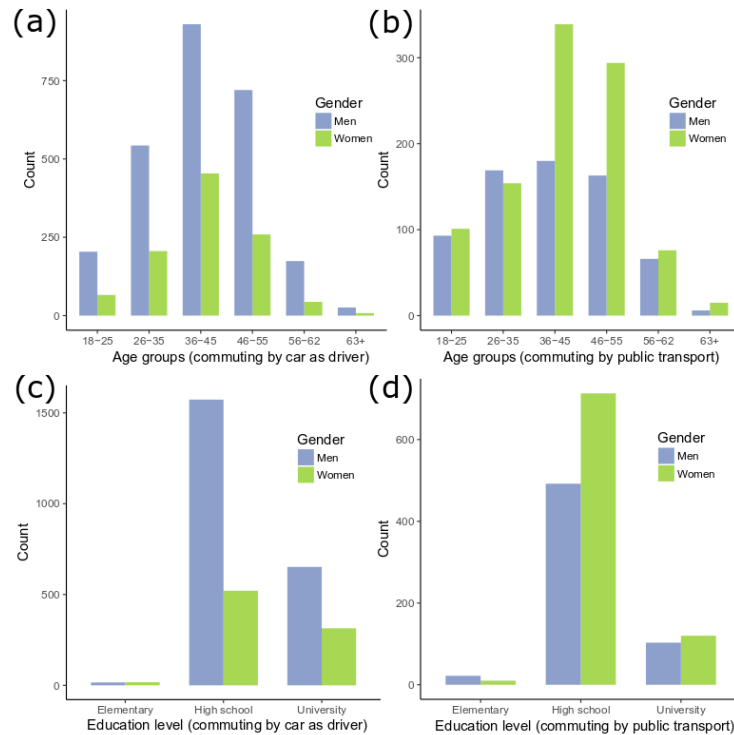 (a)
Count
750
500
250
0
Gender
Men
Women
18−25 26−35 36−45 46−55 56−62 63+
Age groups (commuting by car as driver)
(b)
Count
300
200
100
0
Gender
Men
Women
18−25 26−35 36−45 46−55 56−62 63+
Age groups (commuting by public transport)
(c)
Count
1500
1000
500
0
Gender
Men
Women
Elementary High school University
Education level (commuting by car as driver)
(d)
Count
600
400
200
0
Gender
Men
Women
Elementary High school University
Education level (commuting by public transport)